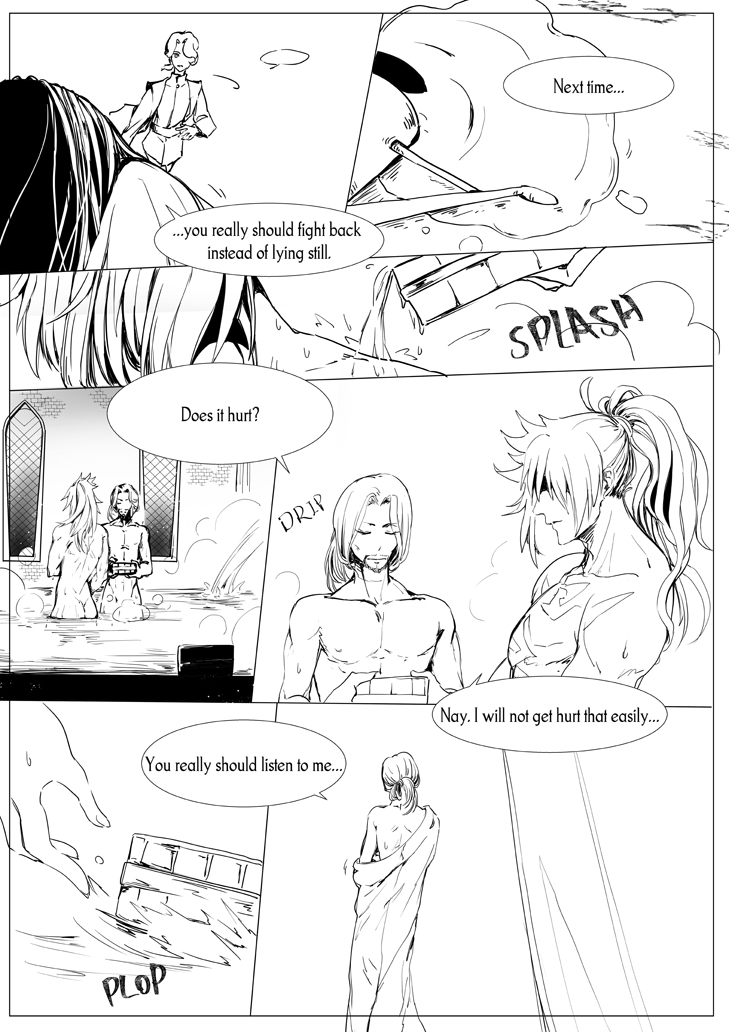 Next time...
...you really should fight back
instead of lying still.
SPLASH
Does it hurt?
DRIP
Nay. I will not get hurt that easily...
You really should listen to me...
PLOP